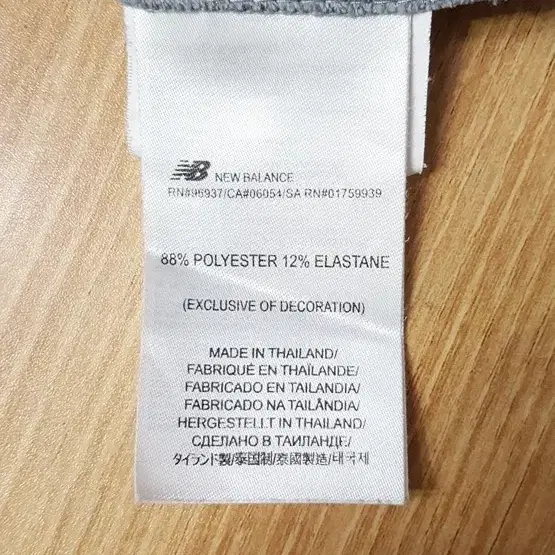 NB NEW BALANCE
RN#96937/CA#06054/SA RN#01759939
88% POLYESTER 12% ELASTANE
(EXCLUSIVE OF DECORATION)
MADE IN THAILAND/
FABRIQUÉ EN THAÏLANDE/
FABRICADO EN TAILANDIA/
FABRICADO NA TAILÂNDIA/
HERGESTELLT IN THAILAND/
СДЕЛАНО В ТАИЛАНДЕ/
タイランド製/泰国制/泰國製造/태국제